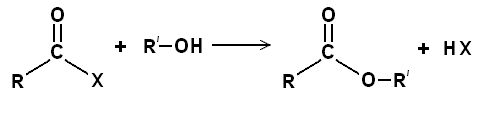 O O
C + R'–OH ⟶ C + HX
R X R O–R'